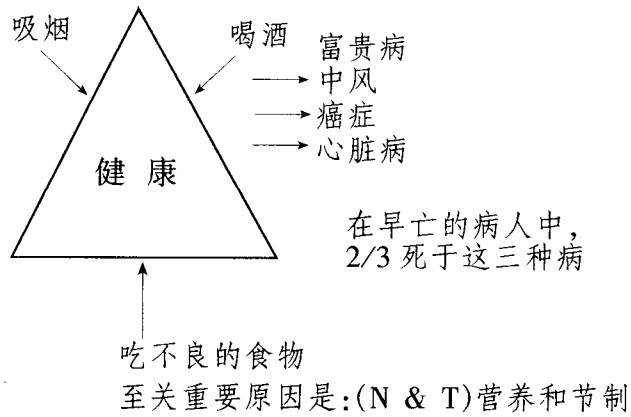 吸烟
喝酒
富贵病
中风
癌症
心脏病
健 康
在早亡的病人中，
2/3 死于这三种病
吃不良的食物
至关重要原因是:(N & T)营养和节制